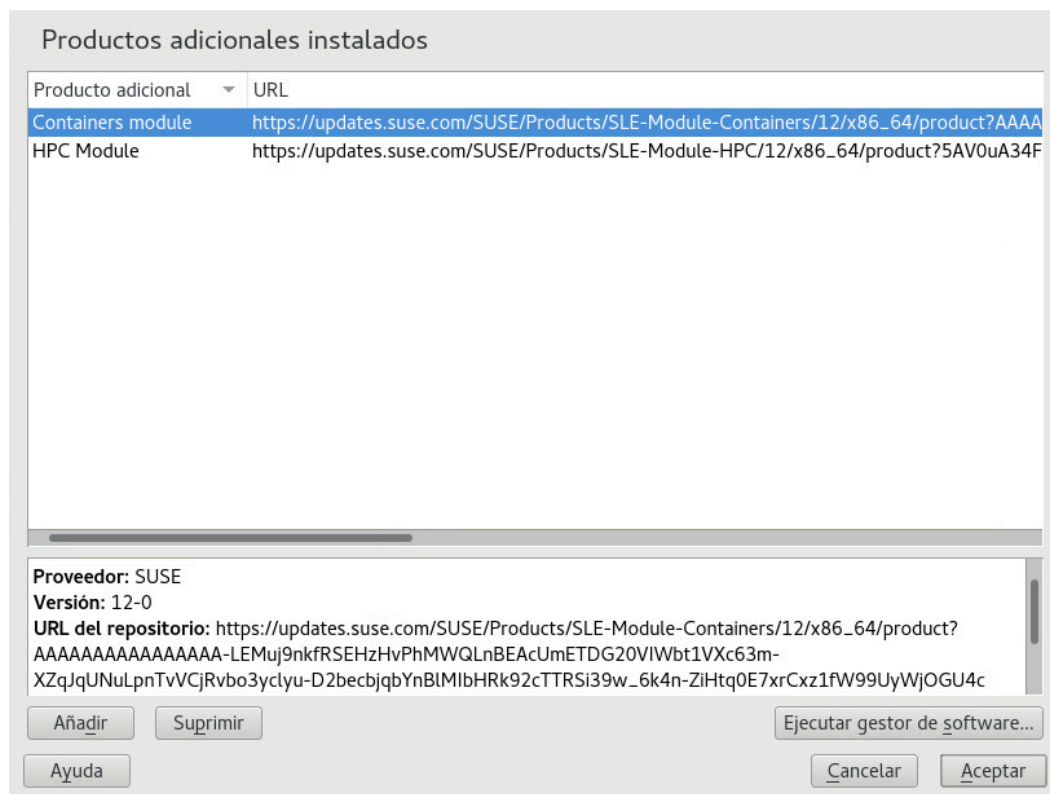 Productos adicionales instalados
Producto adicional URL
Containers module https://updates.suse.com/SUSE/Products/SLE-Module-Containers/12/x86_64/product?AAAA
HPC Module https://updates.suse.com/SUSE/Products/SLE-Module-HPC/12/x86_64/product?5AV0uA34F
Proveedor: SUSE
Versión: 12-0
URL del repositorio: https://updates.suse.com/SUSE/Products/SLE-Module-Containers/12/x86_64/product?
AAAAAAAAAAAAAAAA-LEMuj9nkfRSEHzHvPhMWQLnBEAcUmETDG20VIWbt1VXc63m-
XZqJqUNuLpnTvVCjRvbo3yclyu-D2becbjqbYnBlMIbHRk92cTTRSi39w_6k4n-ZiHtq0E7xrCxz1fW99UyWjOGU4c
Añadir Suprimir Ejecutar gestor de software...
Ayuda Cancelar Aceptar